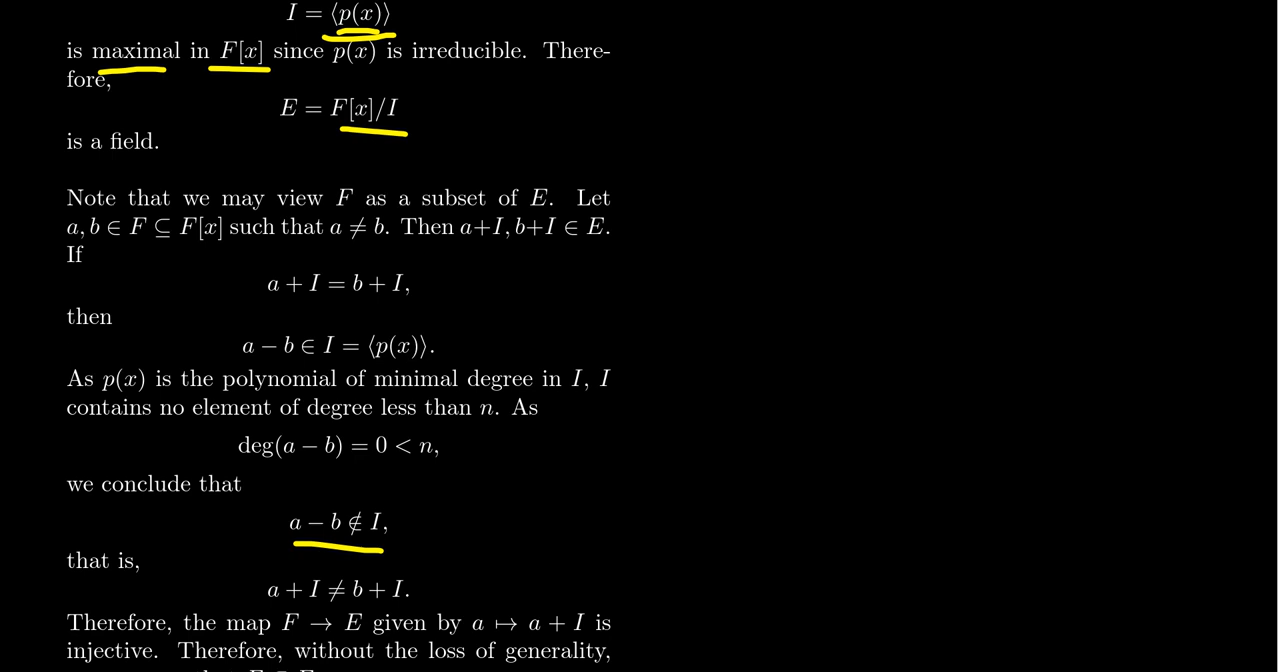 I = ⟨p(x)⟩
is maximal in F[x] since p(x) is irreducible. There-
fore,
E = F[x]/I
is a field.
Note that we may view F as a subset of E. Let
a, b ∈ F ⊆ F[x] such that a ≠ b. Then a+I, b+I ∈ E.
If
a + I = b + I,
then
a − b ∈ I = ⟨p(x)⟩.
As p(x) is the polynomial of minimal degree in I, I
contains no element of degree less than n. As
deg(a − b) = 0 < n,
we conclude that
a − b ∉ I,
that is,
a + I ≠ b + I.
Therefore, the map F → E given by a ↦ a + I is
injective. Therefore, without the loss of generality,